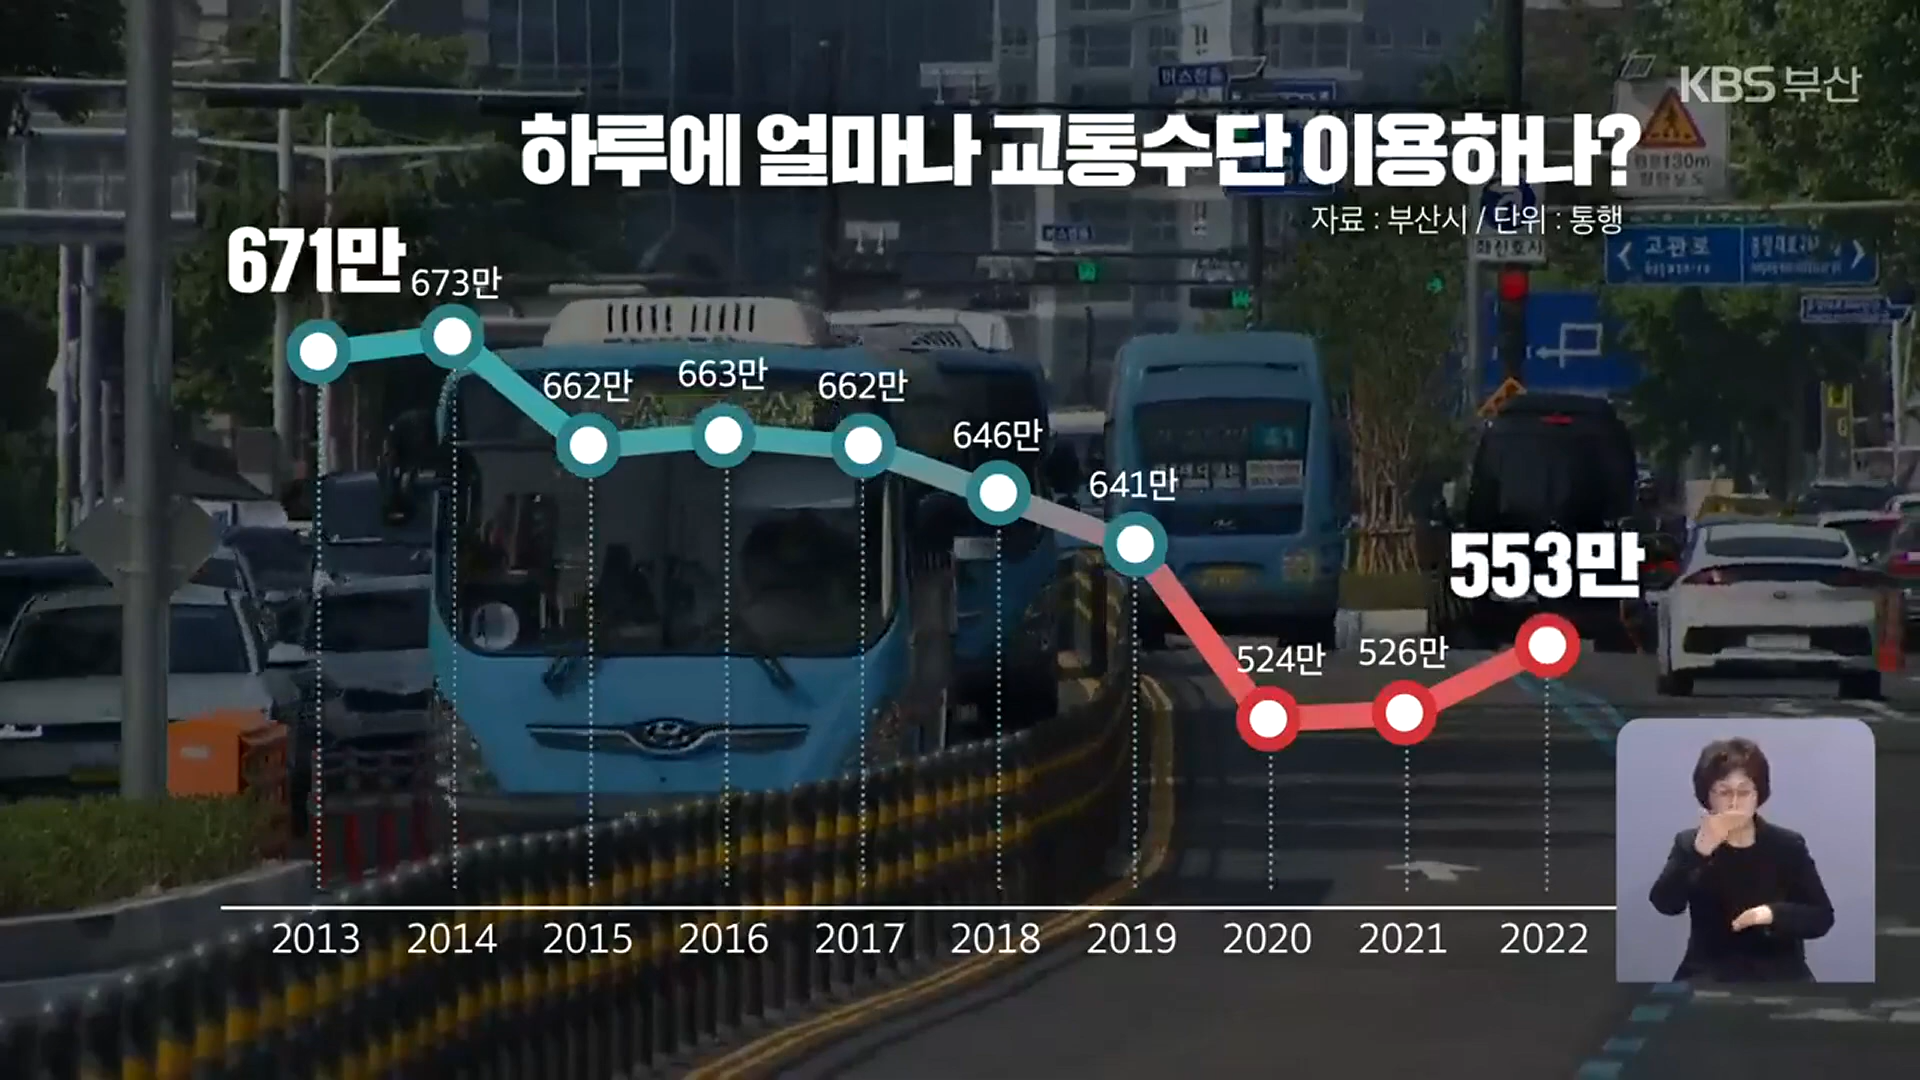 KBS 부산
하루에 얼마나 교통수단 이용하나?
자료 : 부산시 / 단위 : 통행
671만
673만
662만
663만
662만
646만
641만
524만
526만
553만
2013 2014 2015 2016 2017 2018 2019 2020 2021 2022
고관로
41